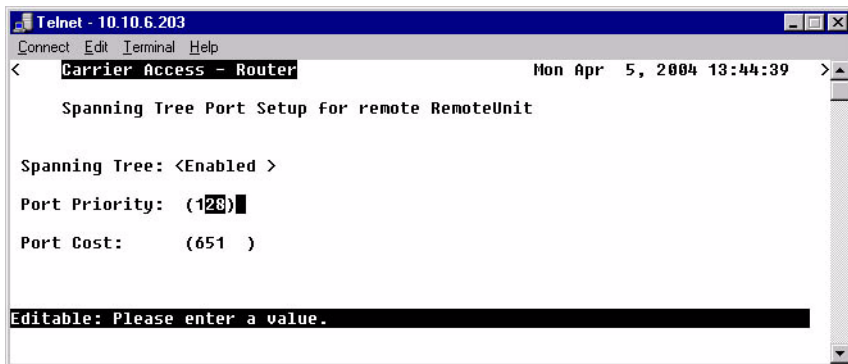 Telnet - 10.10.6.203
Connect Edit Terminal Help
< Carrier Access - Router Mon Apr 5, 2004 13:44:39 >
Spanning Tree Port Setup for remote RemoteUnit
Spanning Tree: <Enabled >
Port Priority: (128)
Port Cost: (651 )
Editable: Please enter a value.